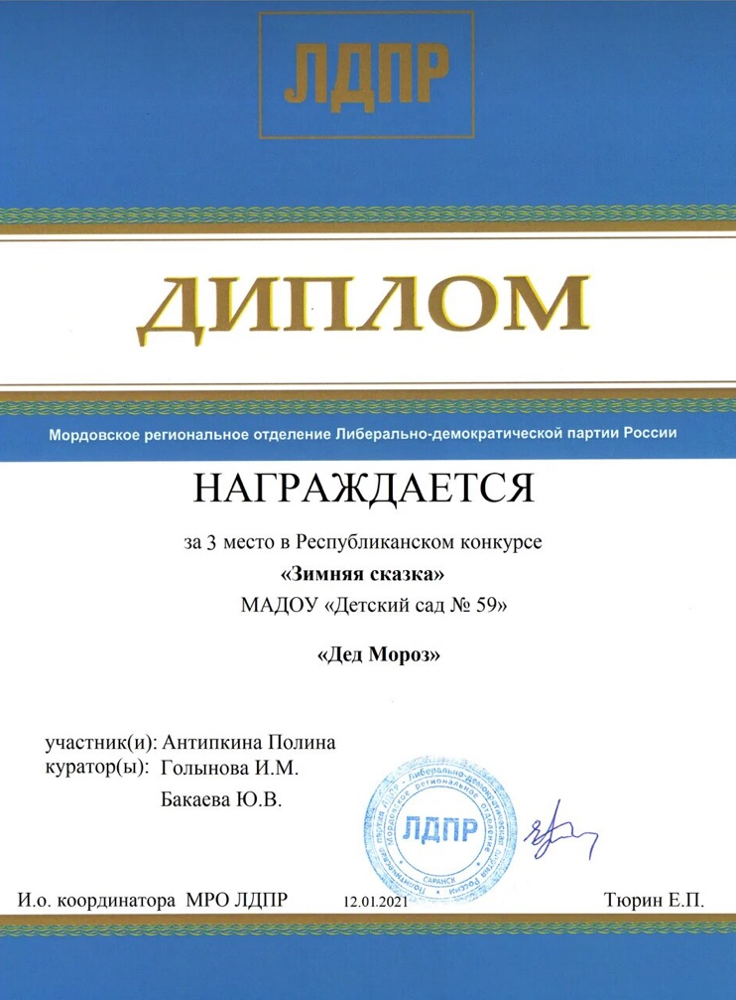 ЛДПР
ДИПЛОМ
Мордовское региональное отделение Либерально-демократической партии России
НАГРАЖДАЕТСЯ
за 3 место в Республиканском конкурсе
«Зимняя сказка»
МАДОУ «Детский сад № 59»
«Дед Мороз»
участник(и): Антипкина Полина
куратор(ы): Голынова И.М.
Бакаева Ю.В.
Политическая партия ЛДПР - Либерально-демократическая партия России
Мордовское региональное отделение
ЛДПР
САРАНСК
И.о. координатора МРО ЛДПР 12.01.2021 Тюрин Е.П.